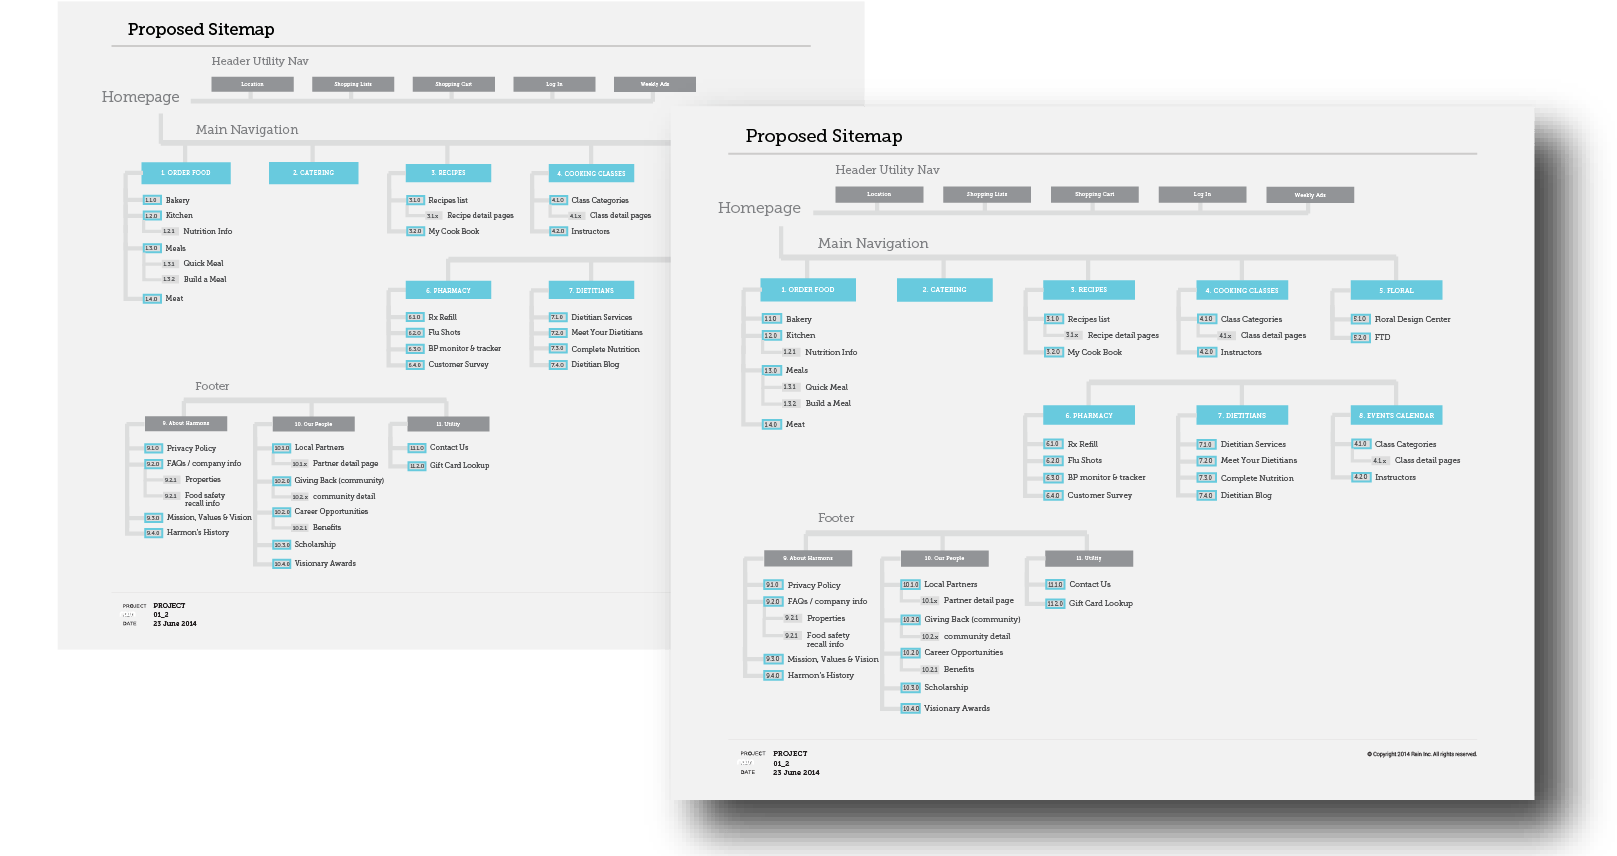 Proposed Sitemap
Header Utility Nav
Location Shopping Lists Shopping Cart Log In Weekly Ads
Homepage
Main Navigation
1. ORDER FOOD 2. CATERING 3. RECIPES 4. COOKING CLASSES
1.1.0 Bakery
1.2.0 Kitchen
1.2.1 Nutrition Info
1.3.0 Meals
1.3.1 Quick Meal
1.3.2 Build a Meal
1.4.0 Meat
3.1.0 Recipes list
3.1.x Recipe detail pages
3.2.0 My Cook Book
4.1.0 Class Categories
4.1.x Class detail pages
4.2.0 Instructors
6. PHARMACY 7. DIETITIANS
6.1.0 Rx Refill
6.2.0 Flu Shots
6.3.0 BP monitor & tracker
6.4.0 Customer Survey
7.1.0 Dietitian Services
7.2.0 Meet Your Dietitians
7.3.0 Complete Nutrition
7.4.0 Dietitian Blog
Footer
9. About Harmons 10. Our People 11. Utility
9.1.0 Privacy Policy
9.2.0 FAQs / company info
9.2.1 Properties
9.2.1 Food safety
recall info
9.3.0 Mission, Values & Vision
9.4.0 Harmon's History
10.1.0 Local Partners
10.1.x Partner detail page
10.2.0 Giving Back (community)
10.2.x community detail
10.2.0 Career Opportunities
10.2.1 Benefits
10.3.0 Scholarship
10.4.0 Visionary Awards
11.1.0 Contact Us
11.2.0 Gift Card Lookup
PROJECT PROJECT
01_2
DATE 23 June 2014
Proposed Sitemap
Header Utility Nav
Location Shopping Lists Shopping Cart Log In Weekly Ads
Homepage
Main Navigation
1. ORDER FOOD 2. CATERING 3. RECIPES 4. COOKING CLASSES 5. FLORAL
1.1.0 Bakery
1.2.0 Kitchen
1.2.1 Nutrition Info
1.3.0 Meals
1.3.1 Quick Meal
1.3.2 Build a Meal
1.4.0 Meat
3.1.0 Recipes list
3.1.x Recipe detail pages
3.2.0 My Cook Book
4.1.0 Class Categories
4.1.x Class detail pages
4.2.0 Instructors
5.1.0 Floral Design Center
5.2.0 FTD
6. PHARMACY 7. DIETITIANS 8. EVENTS CALENDAR
6.1.0 Rx Refill
6.2.0 Flu Shots
6.3.0 BP monitor & tracker
6.4.0 Customer Survey
7.1.0 Dietitian Services
7.2.0 Meet Your Dietitians
7.3.0 Complete Nutrition
7.4.0 Dietitian Blog
4.1.0 Class Categories
4.1.x Class detail pages
4.2.0 Instructors
Footer
9. About Harmons 10. Our People 11. Utility
9.1.0 Privacy Policy
9.2.0 FAQs / company info
9.2.1 Properties
9.2.1 Food safety
recall info
9.3.0 Mission, Values & Vision
9.4.0 Harmon's History
10.1.0 Local Partners
10.1.x Partner detail page
10.2.0 Giving Back (community)
10.2.x community detail
10.2.0 Career Opportunities
10.2.1 Benefits
10.3.0 Scholarship
10.4.0 Visionary Awards
11.1.0 Contact Us
11.2.0 Gift Card Lookup
PROJECT PROJECT
01_2
DATE 23 June 2014
© Copyright 2014 Rain Inc. All rights reserved.